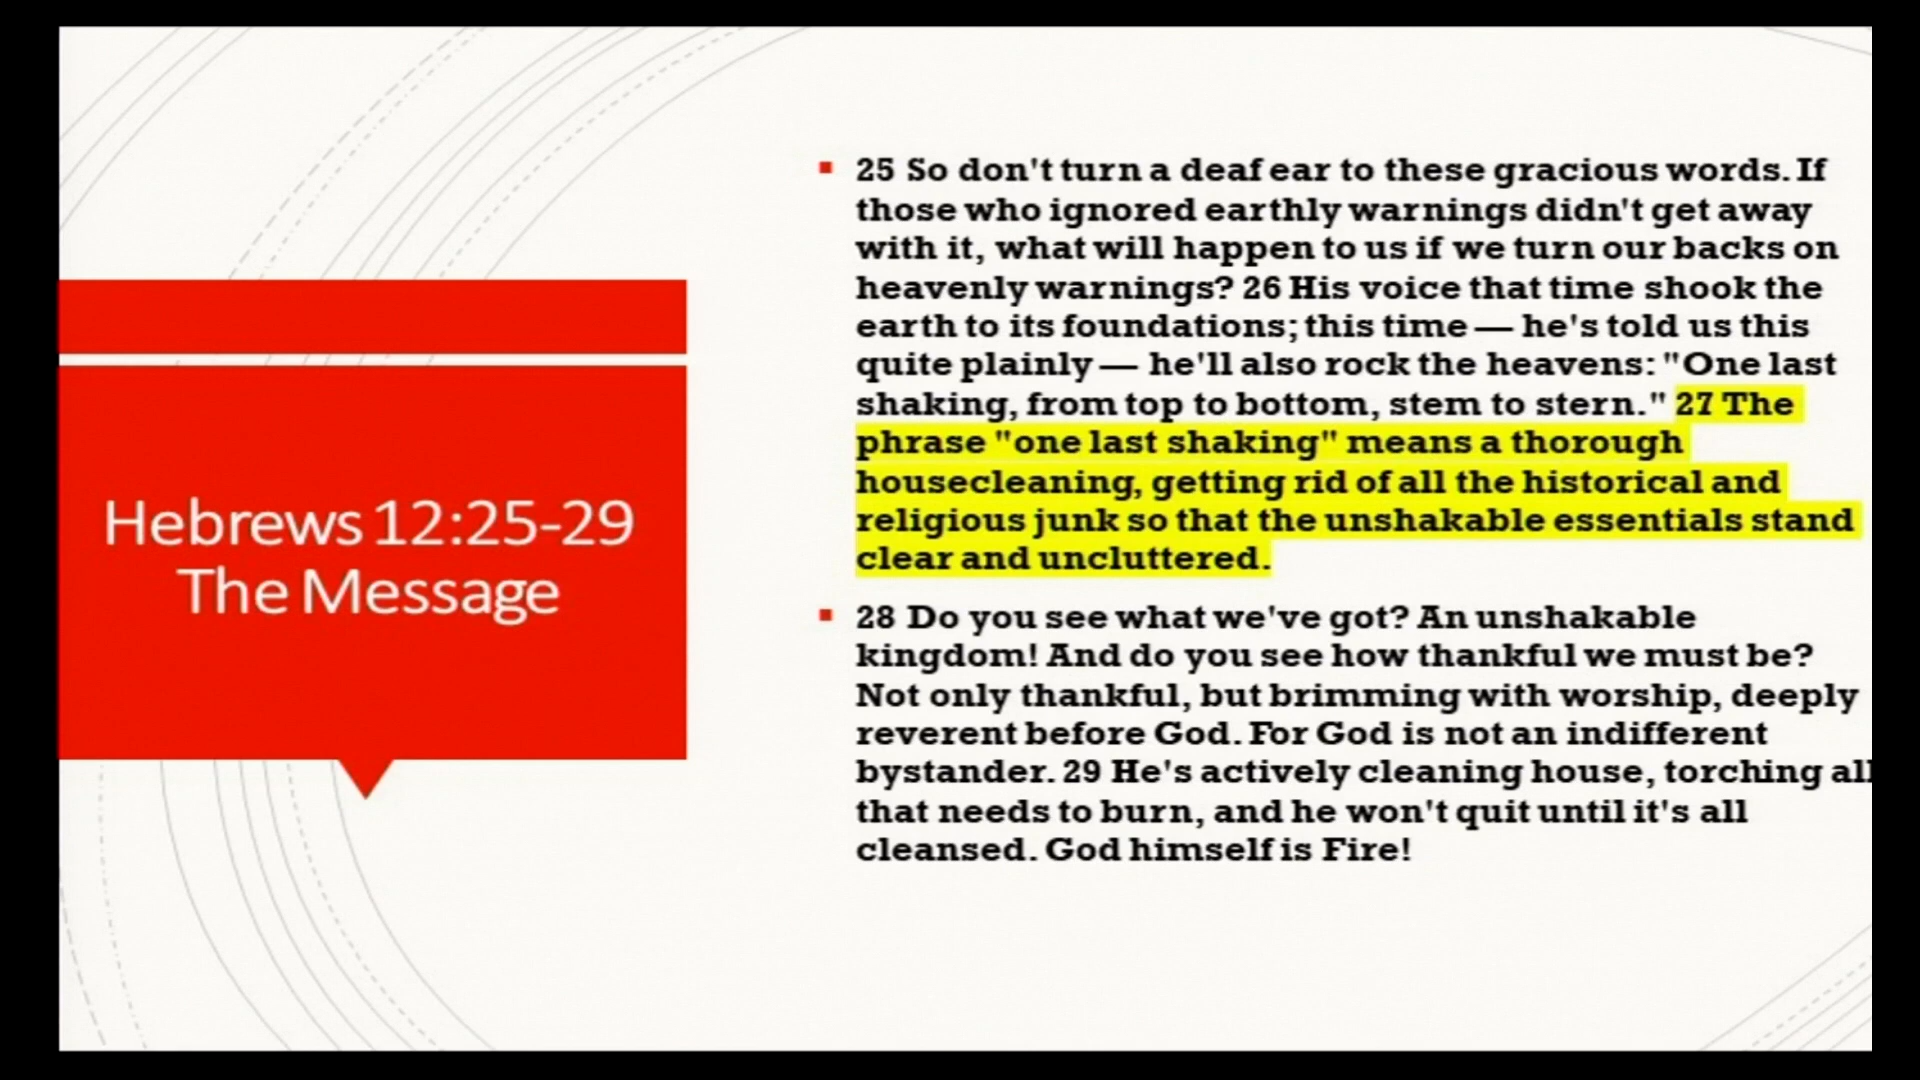 Hebrews 12:25-29
The Message
25 So don't turn a deaf ear to these gracious words. If
those who ignored earthly warnings didn't get away
with it, what will happen to us if we turn our backs on
heavenly warnings? 26 His voice that time shook the
earth to its foundations; this time — he's told us this
quite plainly — he'll also rock the heavens: "One last
shaking, from top to bottom, stem to stern." 27 The
phrase "one last shaking" means a thorough
housecleaning, getting rid of all the historical and
religious junk so that the unshakable essentials stand
clear and uncluttered.
28 Do you see what we've got? An unshakable
kingdom! And do you see how thankful we must be?
Not only thankful, but brimming with worship, deeply
reverent before God. For God is not an indifferent
bystander. 29 He's actively cleaning house, torching all
that needs to burn, and he won't quit until it's all
cleansed. God himself is Fire!